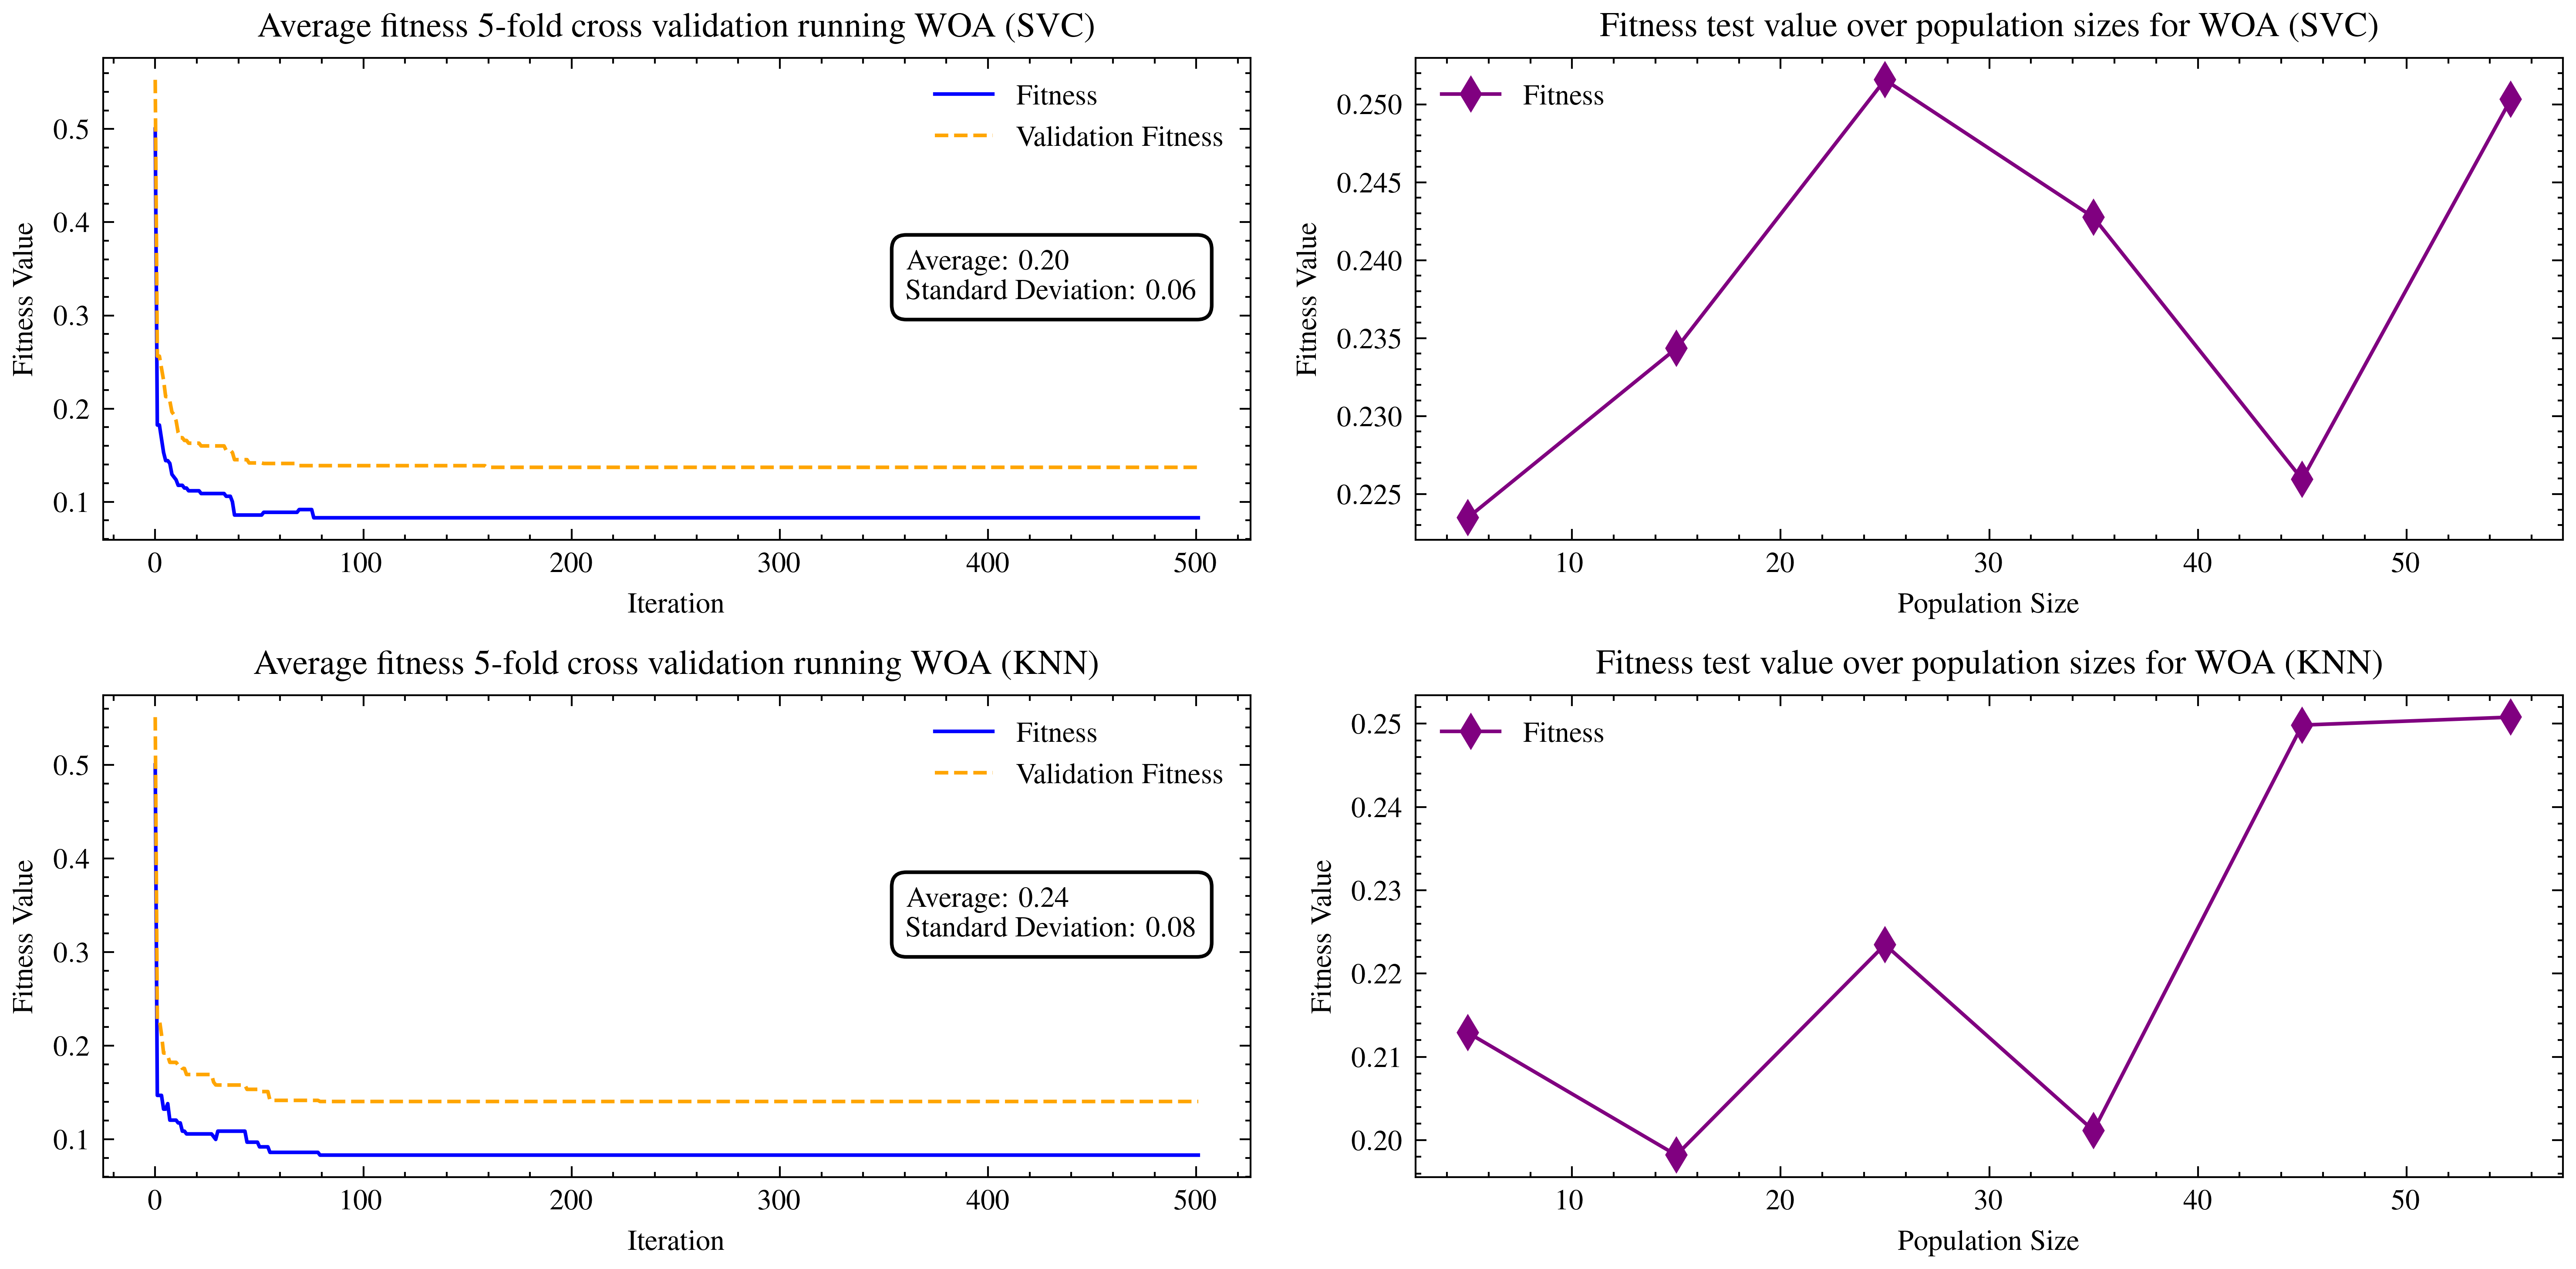 Average fitness 5-fold cross validation running WOA (SVC)
Fitness Value
0.5
0.4
0.3
0.2
0.1
Fitness
Validation Fitness
Average: 0.20
Standard Deviation: 0.06
0 100 200 300 400 500
Iteration
Fitness test value over population sizes for WOA (SVC)
Fitness Value
0.250
0.245
0.240
0.235
0.230
0.225
Fitness
10 20 30 40 50
Population Size
Average fitness 5-fold cross validation running WOA (KNN)
Fitness Value
0.5
0.4
0.3
0.2
0.1
Fitness
Validation Fitness
Average: 0.24
Standard Deviation: 0.08
0 100 200 300 400 500
Iteration
Fitness test value over population sizes for WOA (KNN)
Fitness Value
0.25
0.24
0.23
0.22
0.21
0.20
Fitness
10 20 30 40 50
Population Size